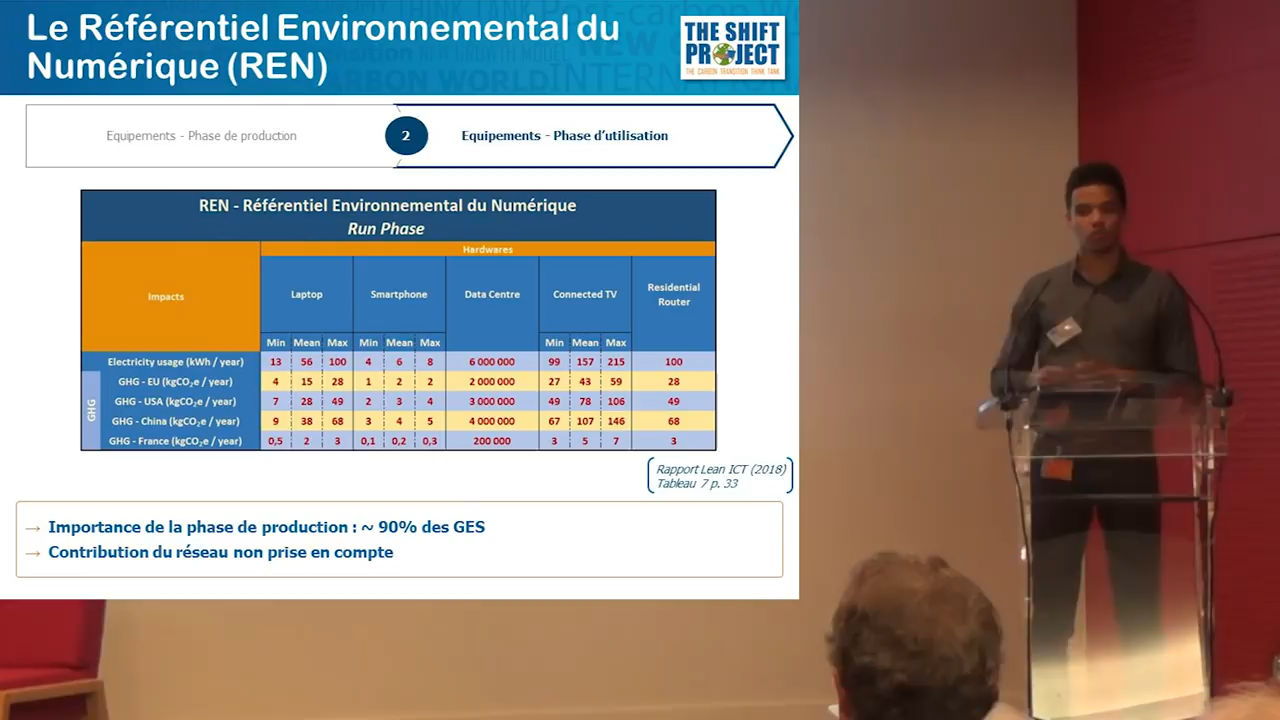 Le Référentiel Environnemental du
Numérique (REN)
THE SHIFT
PROJECT
THE CARBON TRANSITION THINK TANK
Equipements - Phase de production
2
Equipements - Phase d'utilisation
REN - Référentiel Environnemental du Numérique
Run Phase
Hardwares
Impacts
Laptop
Smartphone
Data Centre
Connected TV
Residential
Router
Min Mean Max Min Mean Max Min Mean Max
Electricity usage (kWh / year) 13 56 100 4 6 8 6 000 000 99 157 215 100
GHG
GHG - EU (kgCO₂e / year) 4 15 28 1 2 2 2 000 000 27 43 59 28
GHG - USA (kgCO₂e / year) 7 28 49 2 3 4 3 000 000 49 78 106 49
GHG - China (kgCO₂e / year) 9 38 68 3 4 5 4 000 000 67 107 146 68
GHG - France (kgCO₂e / year) 0,5 2 3 0,1 0,2 0,3 200 000 3 5 7 3
Rapport Lean ICT (2018)
Tableau 7 p. 33
→ Importance de la phase de production : ~ 90% des GES
→ Contribution du réseau non prise en compte